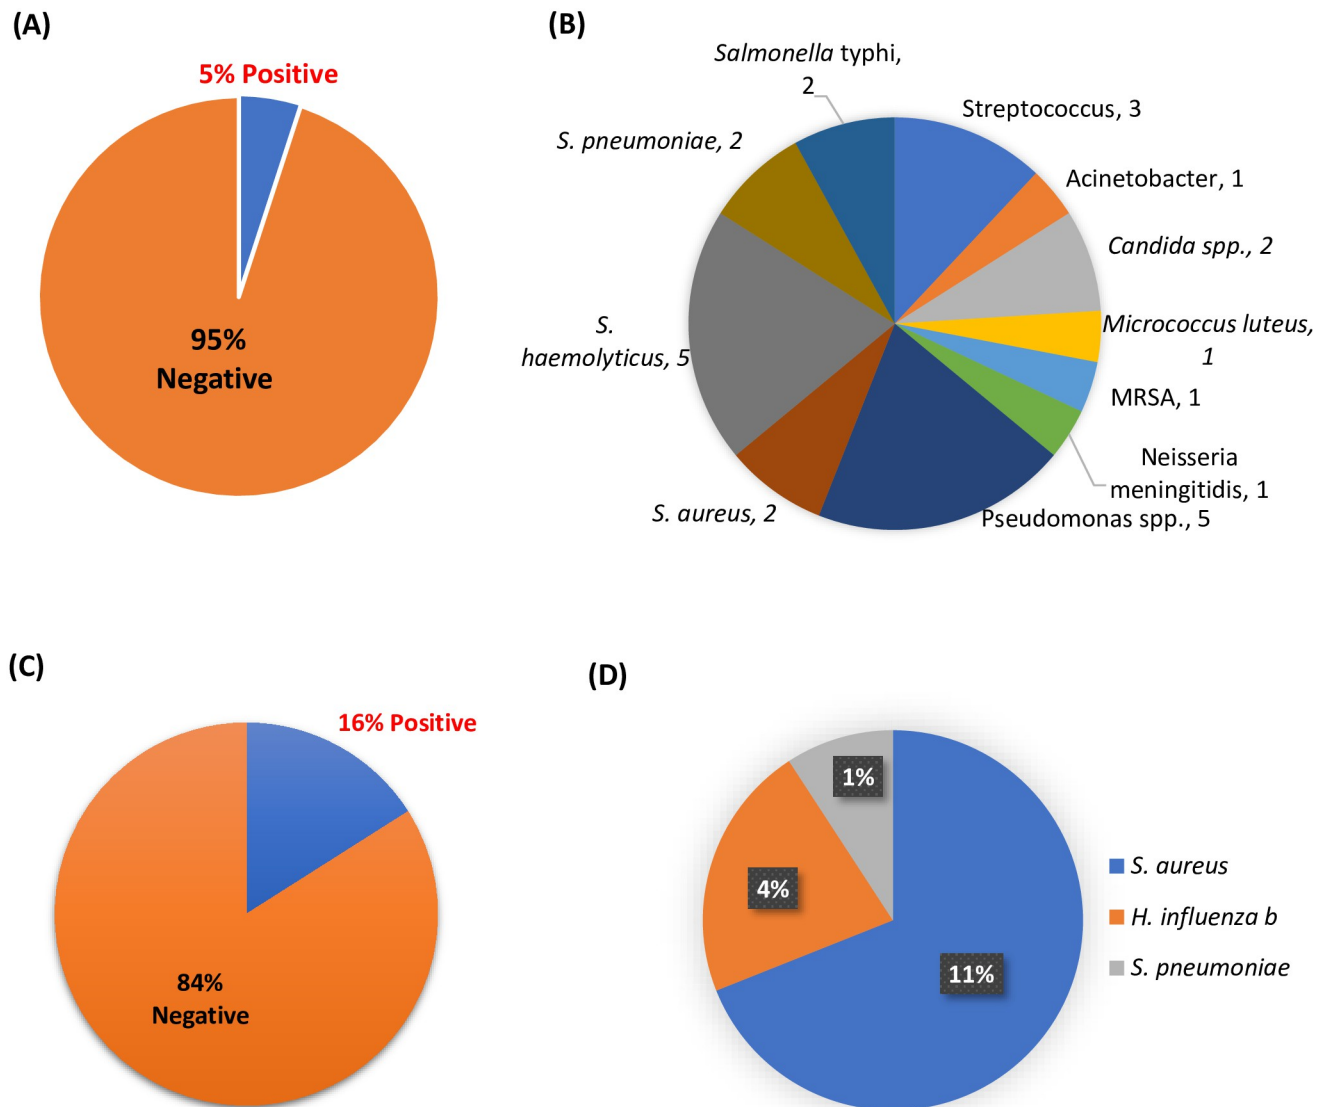 (A)
5% Positive
95%
Negative
(B)
Salmonella typhi,
2
Streptococcus, 3
S. pneumoniae, 2
Acinetobacter, 1
Candida spp., 2
S.
haemolyticus, 5
Micrococcus luteus,
1
MRSA, 1
Neisseria
meningitidis, 1
S. aureus, 2
Pseudomonas spp., 5
(C)
16% Positive
84%
Negative
(D)
1%
4%
11%
S. aureus
H. influenza b
S. pneumoniae